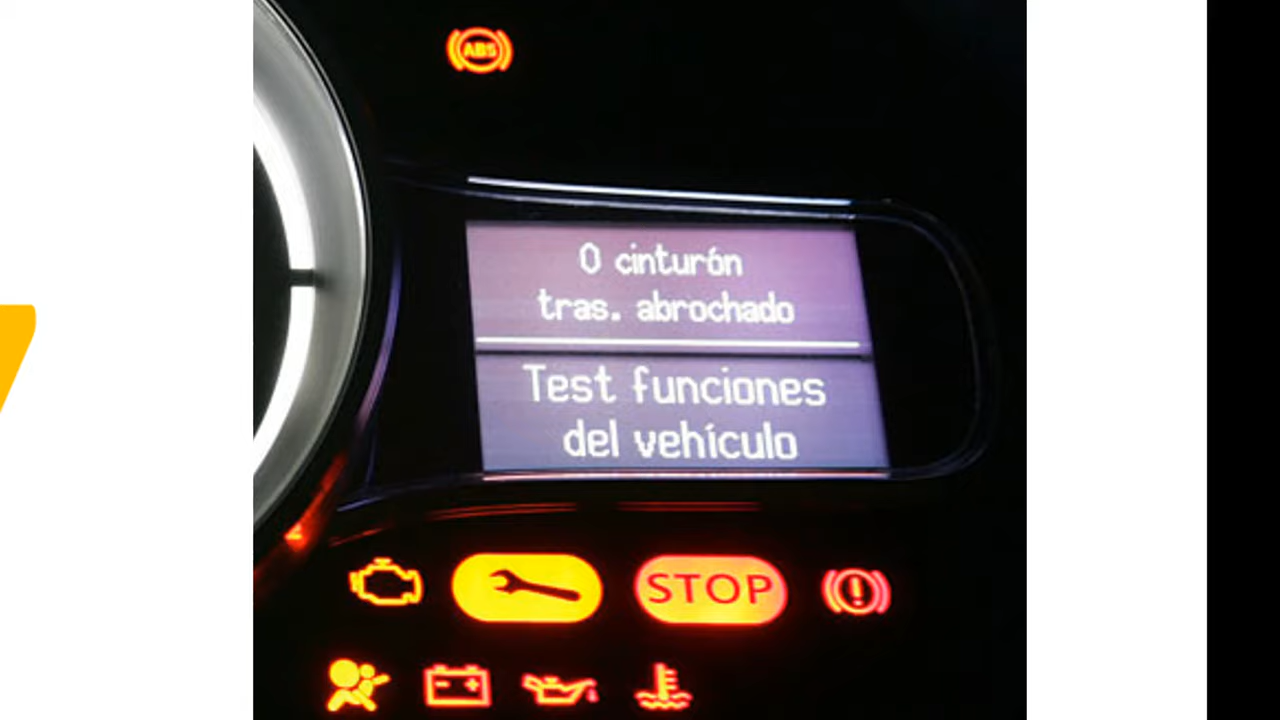 ABS
0 cinturón
tras. abrochado
Test funciones
del vehículo
STOP